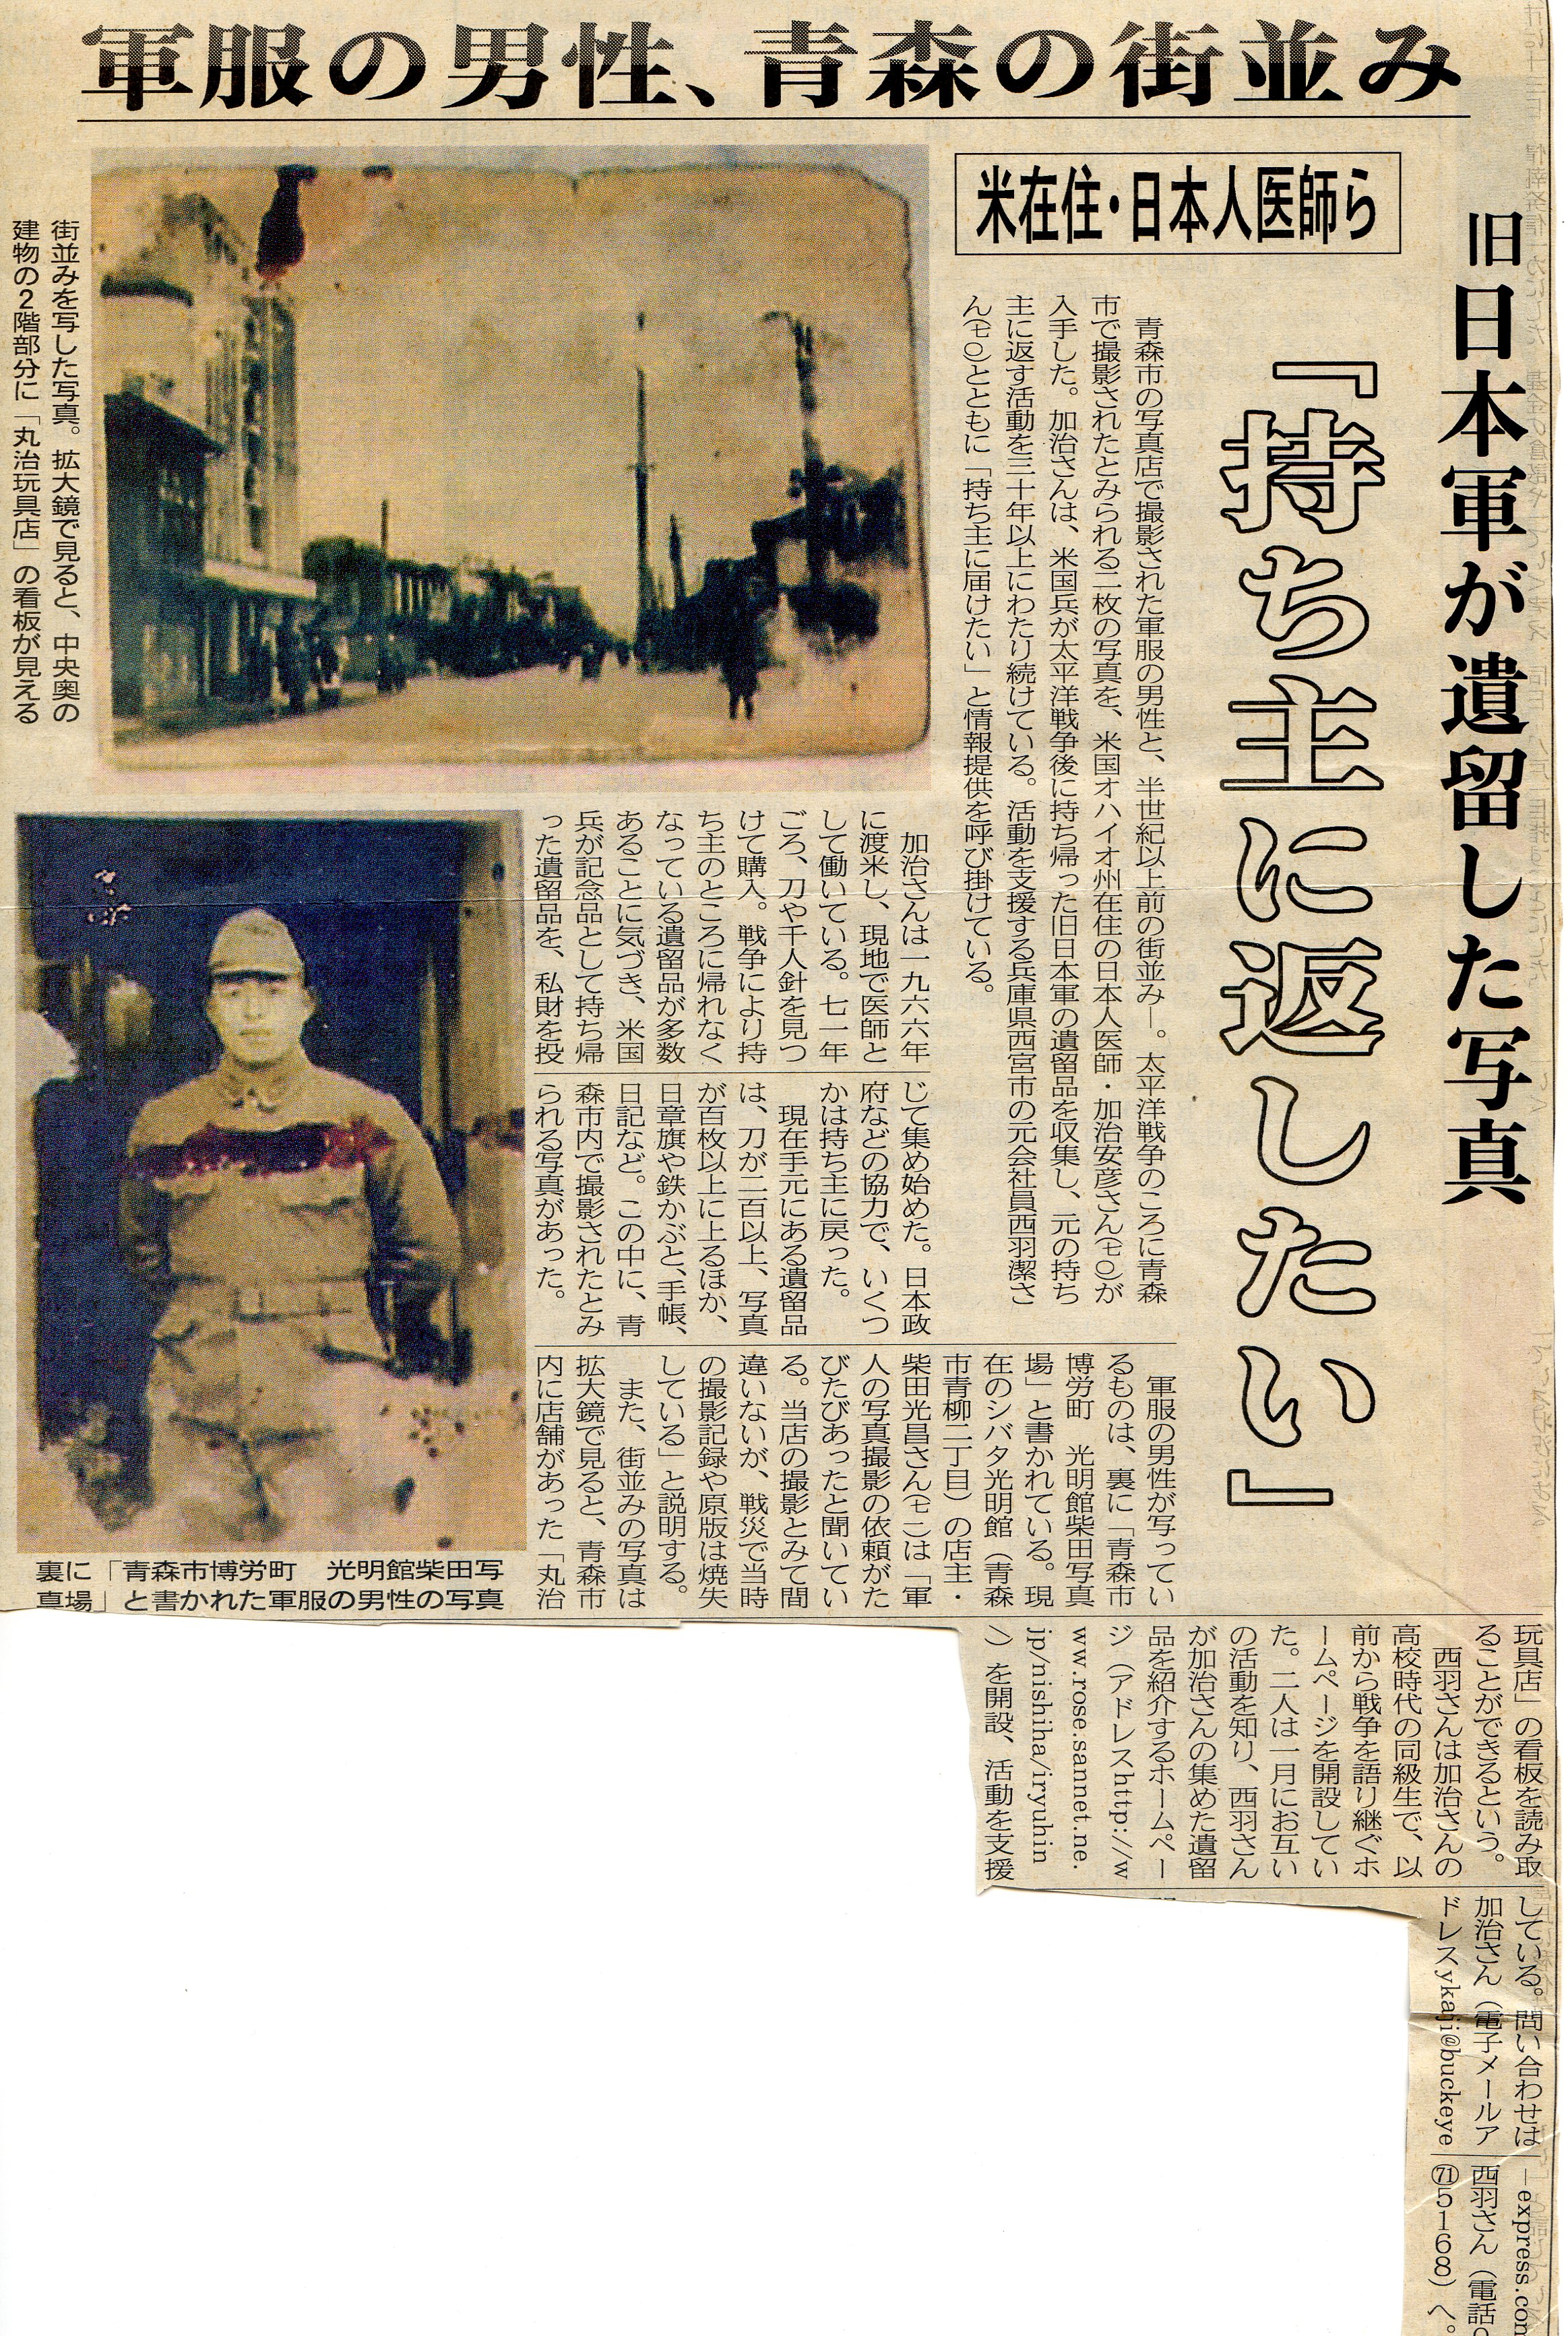 軍服の男性、青森の街並み
旧日本軍が遺留した写真
『持ち主に返したい』
米在住・日本人医師ら
青森市の写真店で撮影された軍服の男性と、半世紀以上前の街並み―。太平洋戦争のころに青森
市で撮影されたとみられる二枚の写真を、米国オハイオ州在住の日本人医師・加治安彦さん(七〇)が
入手した。加治さんは、米国兵が太平洋戦争後に持ち帰った旧日本軍の遺留品を収集し、元の持ち
主に返す活動を三十年以上にわたり続けている。活動を支援する兵庫県西宮市の元会社員西羽潔さ
ん(七〇)とともに「持ち主に届けたい」と情報提供を呼び掛けている。
加治さんは一九六六年
に渡米し、現地で医師と
して働いている。七一年
ごろ、刀や千人針を見つ
けて購入。戦争により持
ち主のところに帰れなく
なっている遺留品が多数
あることに気づき、米国
兵が記念品として持ち帰
った遺留品を、私財を投
じて集め始めた。日本政
府などの協力で、いくつ
かは持ち主に戻った。
現在手元にある遺留品
は、刀が二百以上、写真
が百枚以上に上るほか、
日章旗や鉄かぶと、手帳、
日記など。この中に、青
森市内で撮影されたとみ
られる写真があった。
軍服の男性が写ってい
るものは、裏に「青森市
博労町　光明館柴田写真
場」と書かれている。現
在のシバタ光明館（青森
市青柳二丁目）の店主・
柴田光昌さん(七一)は「軍
人の写真撮影の依頼がた
びたびあったと聞いてい
る。当店の撮影とみて間
違いないが、戦災で当時
の撮影記録や原版は焼失
している」と説明する。
また、街並みの写真は
拡大鏡で見ると、青森市
内に店舗があった「丸治
玩具店」の看板を読み取
ることができるという。
西羽さんは加治さんの
高校時代の同級生で、以
前から戦争を語り継ぐホ
ームページを開設してい
た。二人は一月にお互い
の活動を知り、西羽さん
が加治さんの集めた遺留
品を紹介するホームペー
ジ（アドレスhttp://w
ww.rose.sannet.ne.
jp/nishiha/iryuhin
/）を開設、活動を支援
している。問い合わせは
加治さん（電子メールア
ドレスykaji@buckeye
-express.com
西羽さん（電話0
㉛5168）へ。
街並みを写した写真。拡大鏡で見ると、中央奥の
建物の2階部分に「丸治玩具店」の看板が見える
裏に「青森市博労町　光明館柴田写
真場」と書かれた軍服の男性の写真